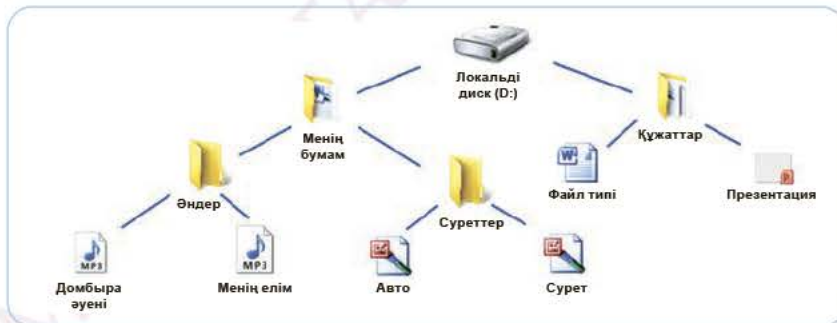 Локальді
диск (D:)
Менің
бумам
Құжаттар
Әндер
Суреттер
Файл типі
Презентация
Домбыра
әуені
Менің елім
Авто
Сурет
MP3
MP3
W
P